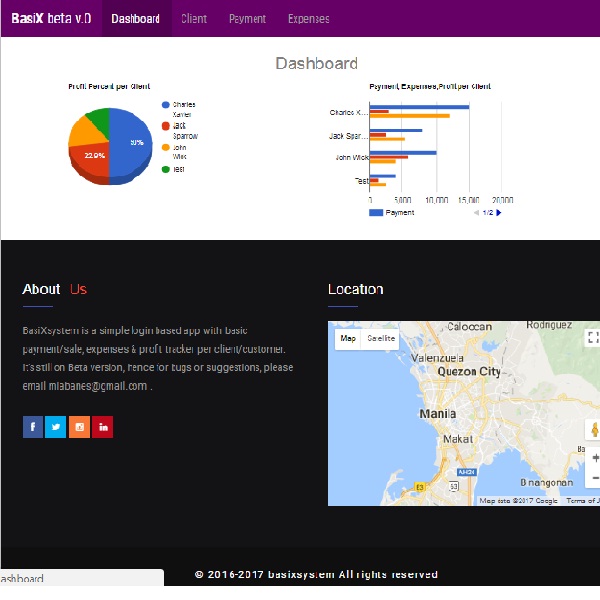 BasiX beta v.0 Dashboard Client Payment Expenses
Dashboard
Profit Percent per Client
Charles
Xavier
Jack
Sparrow
John
Wick
Test
50%
22.9%
Payment, Expenses,Profit per Client
Charles X...
Jack Spar...
John Wick
Test
0 5,000 10,000 15,000 20,000
Payment 1/2
About Us
BasiXsystem is a simple login based app with basic
payment/sale, expenses & profit tracker per client/customer.
It's still on Beta version, hence for bugs or suggestions, please
email mlabanes@gmail.com .
Location
Map Satellite
Caloocan
Rodriguez
Valenzuela
Quezon City
Manila
Makat
AH26
E3
53
Binangonan
Map data ©2017 Google Terms of
© 2016-2017 basixsystem All rights reserved
ashboard